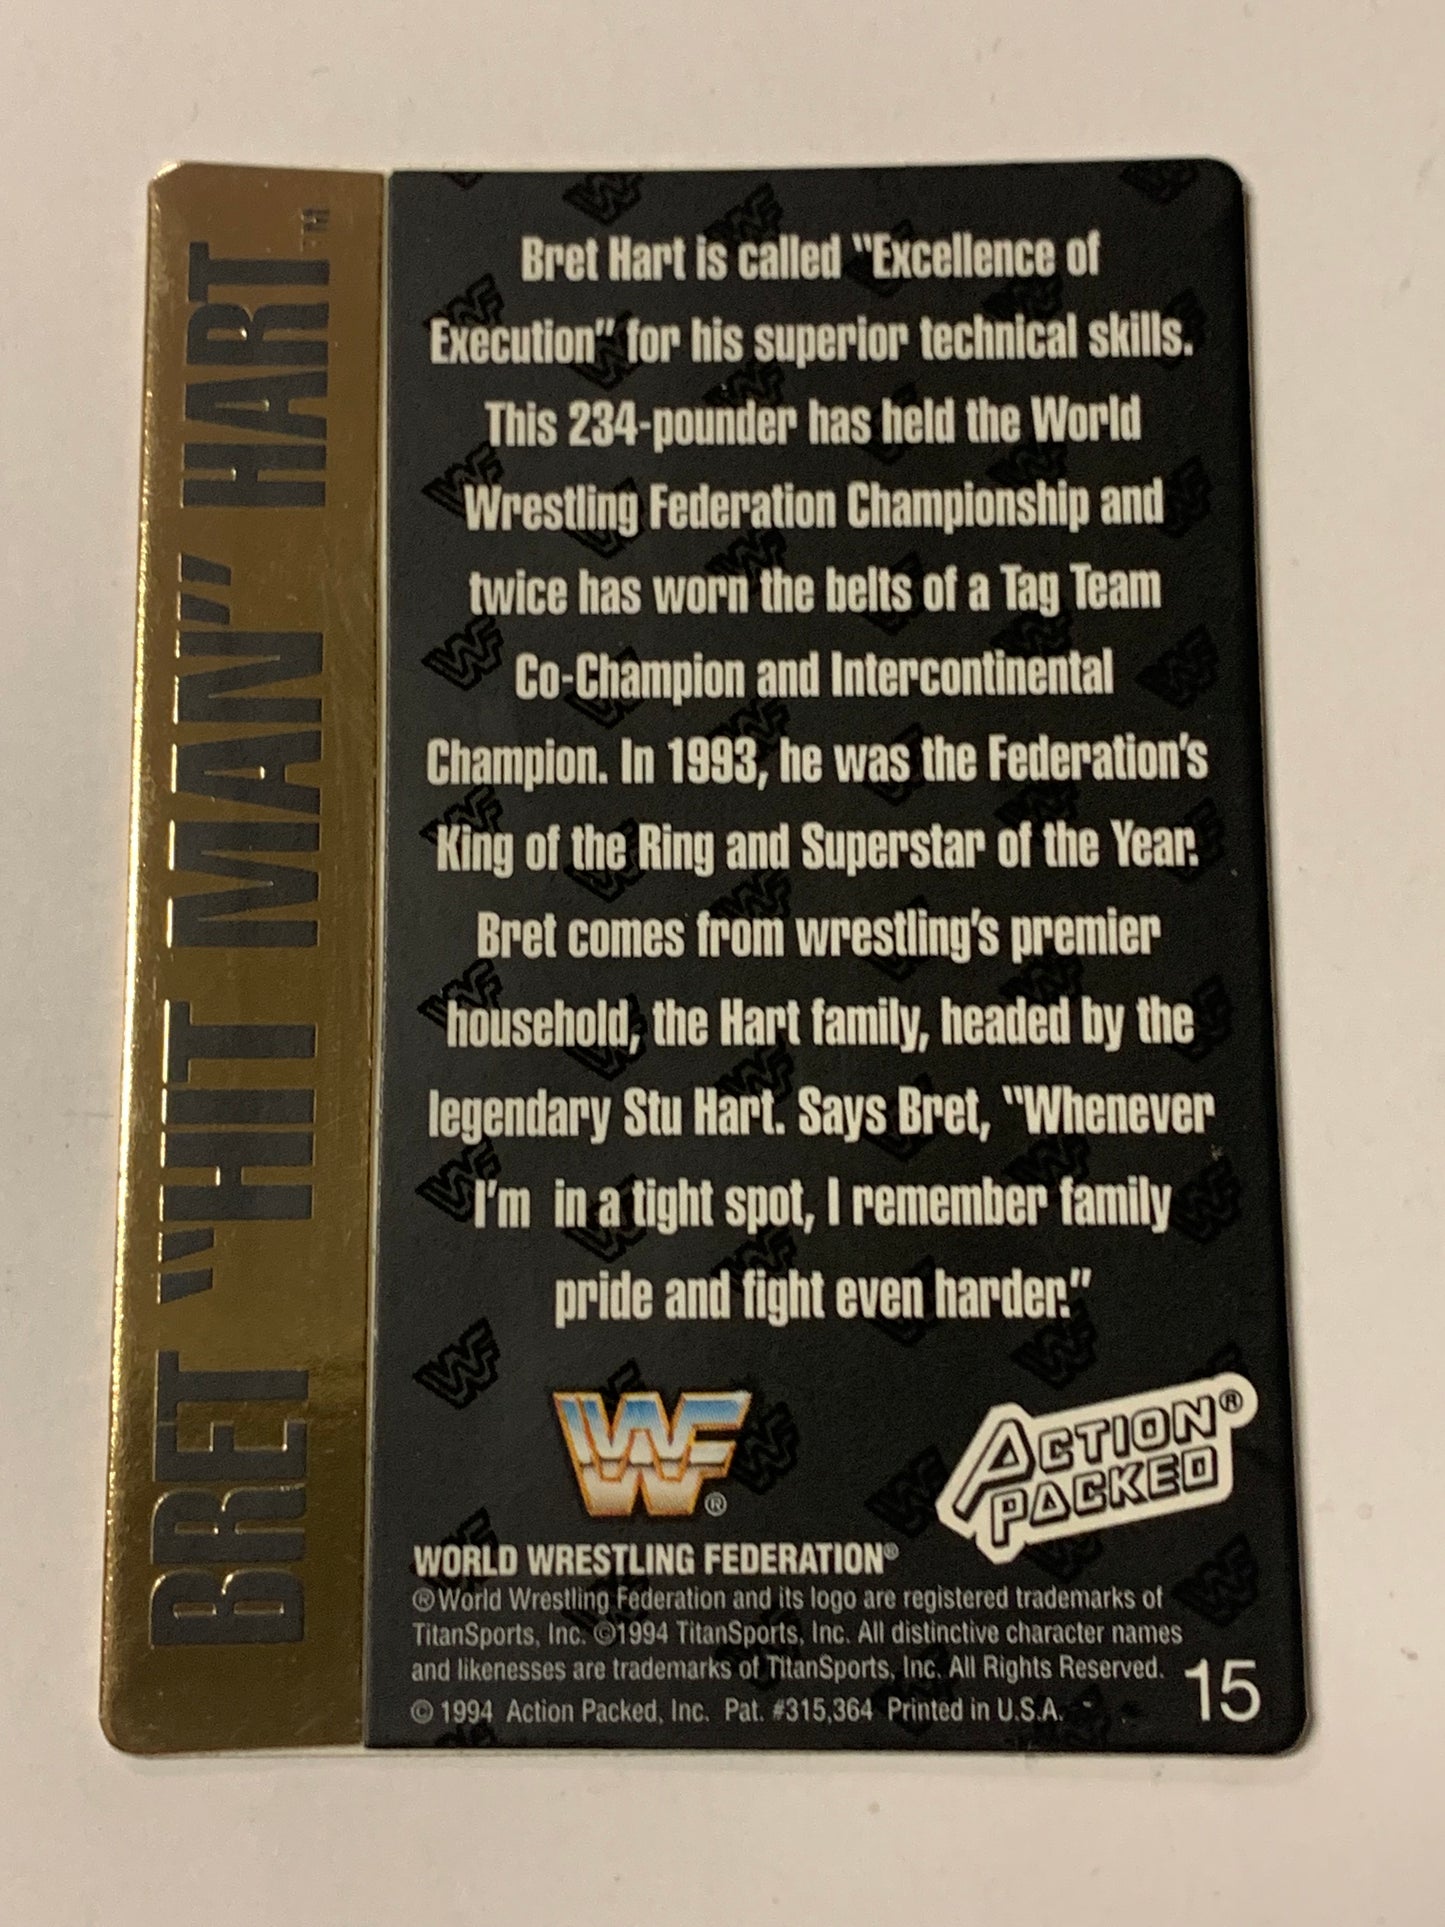 BRET "HIT MAN" HART™
Bret Hart is called "Excellence of
Execution" for his superior technical skills.
This 234-pounder has held the World
Wrestling Federation Championship and
twice has worn the belts of a Tag Team
Co-Champion and Intercontinental
Champion. In 1993, he was the Federation's
King of the Ring and Superstar of the Year.
Bret comes from wrestling's premier
household, the Hart family, headed by the
legendary Stu Hart. Says Bret, "Whenever
I'm in a tight spot, I remember family
pride and fight even harder."
WF®
ACTION PACKED®
WORLD WRESTLING FEDERATION®
®World Wrestling Federation and its logo are registered trademarks of
TitanSports, Inc. ©1994 TitanSports, Inc. All distinctive character names
and likenesses are trademarks of TitanSports, Inc. All Rights Reserved.
© 1994 Action Packed, Inc. Pat. #315,364 Printed in U.S.A.
15